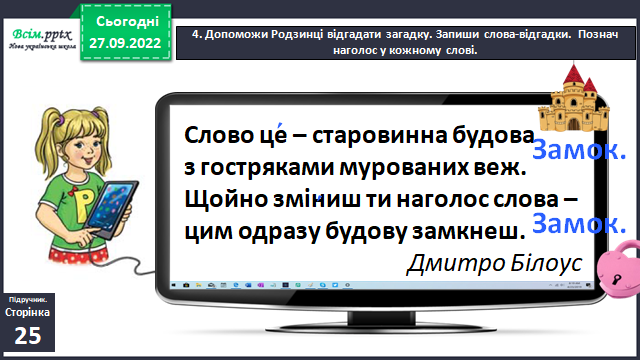 Всім.pptx
Нова українська школа
Сьогодні
27.09.2022
4. Допоможи Родзинці відгадати загадку. Запиши слова-відгадки. Познач
наголос у кожному слові.
Слово це́ – старовинна будова
з гостряками мурованих веж.
Щойно зміниш ти наголос слова –
цим одразу будову замкнеш.
Дмитро Білоус
Замок.
Замок.
P
Підручник.
Сторінка
25